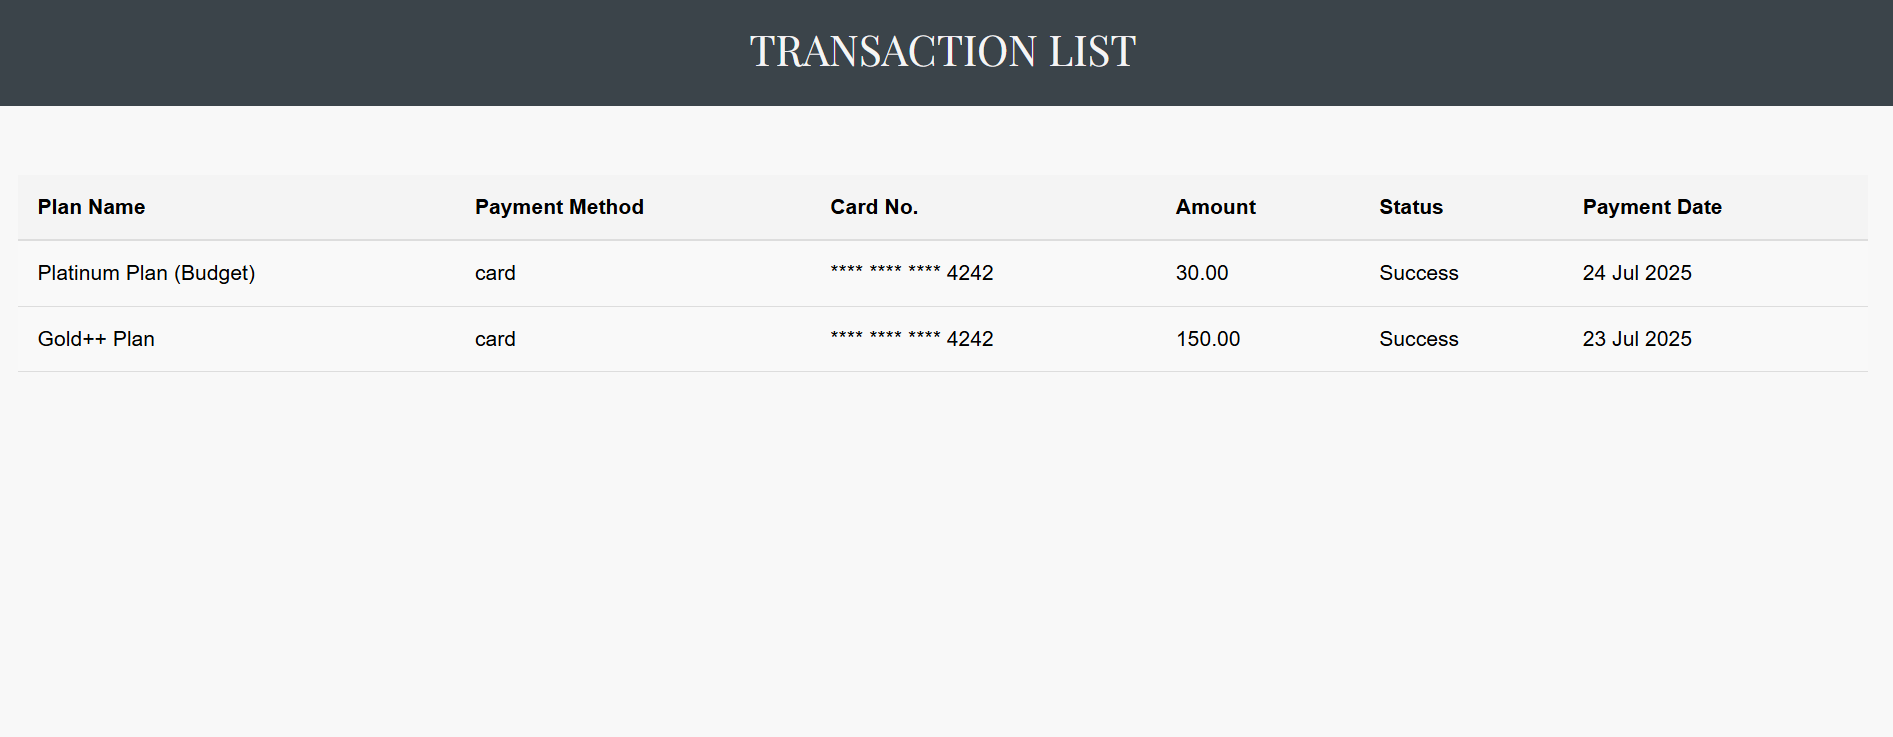 TRANSACTION LIST
Plan Name Payment Method Card No. Amount Status Payment Date
Platinum Plan (Budget) card **** **** **** 4242 30.00 Success 24 Jul 2025
Gold++ Plan card **** **** **** 4242 150.00 Success 23 Jul 2025